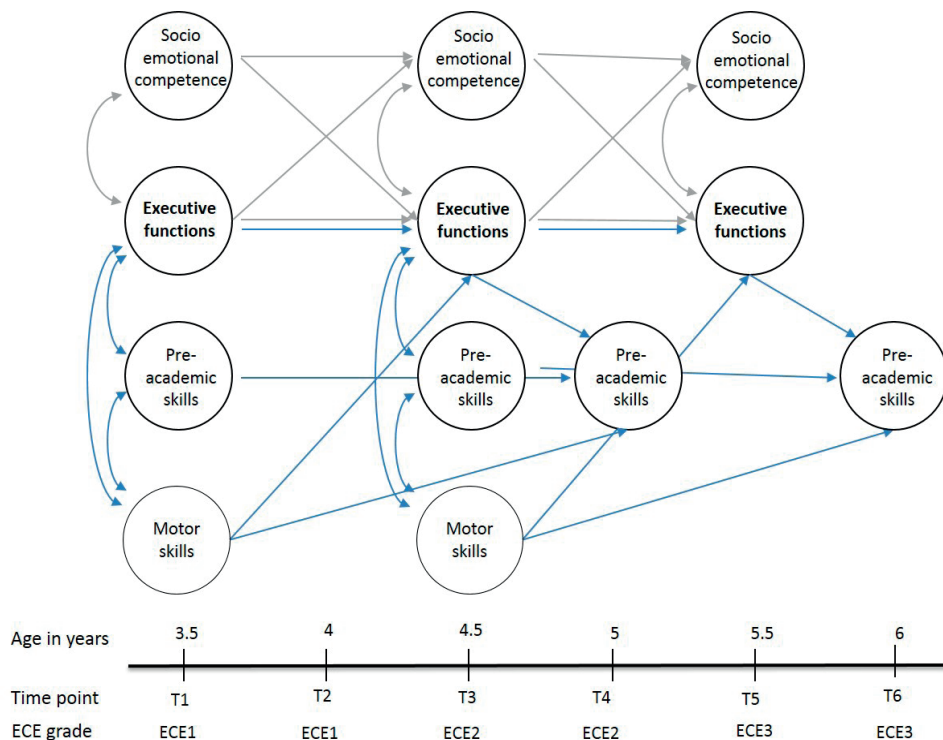 Socio
emotional
competence
Socio
emotional
competence
Socio
emotional
competence
Executive
functions
Executive
functions
Executive
functions
Pre-
academic
skills
Pre-
academic
skills
Pre-
academic
skills
Pre-
academic
skills
Motor
skills
Motor
skills
Age in years 3.5 4 4.5 5 5.5 6
Time point T1 T2 T3 T4 T5 T6
ECE grade ECE1 ECE1 ECE2 ECE2 ECE3 ECE3